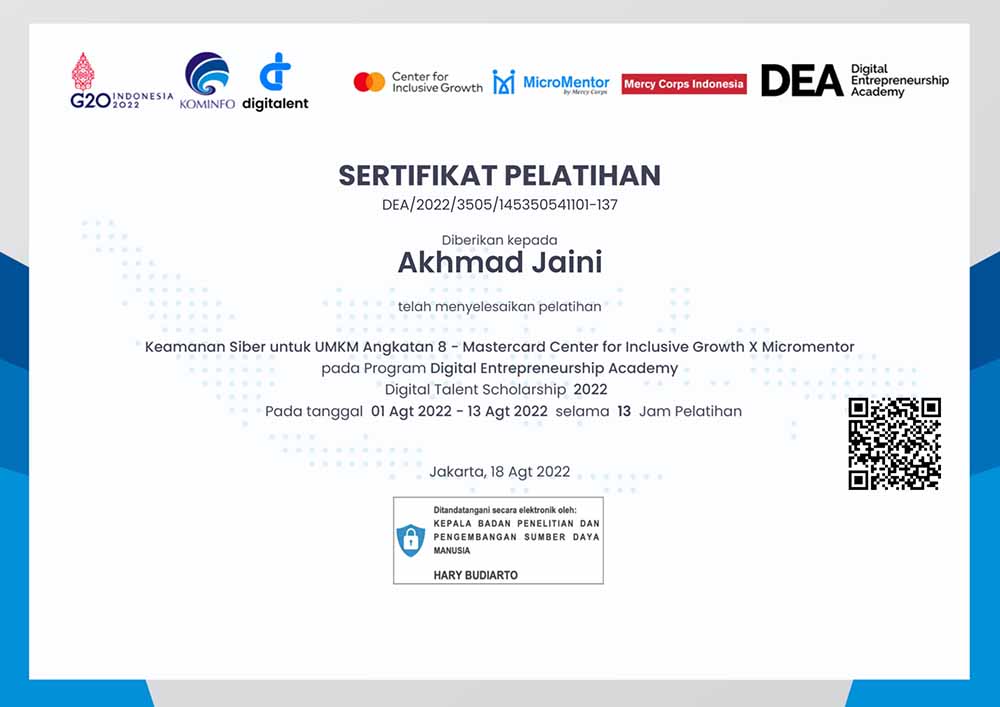 G20 INDONESIA 2022
KOMINFO
digitalent
Center for
Inclusive Growth
MicroMentor
by Mercy Corps
Mercy Corps Indonesia
DEA Digital
Entrepreneurship
Academy
SERTIFIKAT PELATIHAN
DEA/2022/3505/145350541101-137
Diberikan kepada
Akhmad Jaini
telah menyelesaikan pelatihan
Keamanan Siber untuk UMKM Angkatan 8 - Mastercard Center for Inclusive Growth X Micromentor
pada Program Digital Entrepreneurship Academy
Digital Talent Scholarship 2022
Pada tanggal 01 Agt 2022 - 13 Agt 2022 selama 13 Jam Pelatihan
Jakarta, 18 Agt 2022
Ditandatangani secara elektronik oleh:
KEPALA BADAN PENELITIAN DAN
PENGEMBANGAN SUMBER DAYA
MANUSIA
HARY BUDIARTO